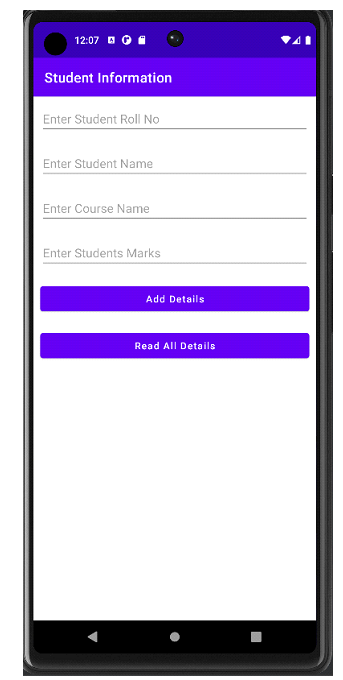 12:07
Student Information
Enter Student Roll No
Enter Student Name
Enter Course Name
Enter Students Marks
Add Details
Read All Details